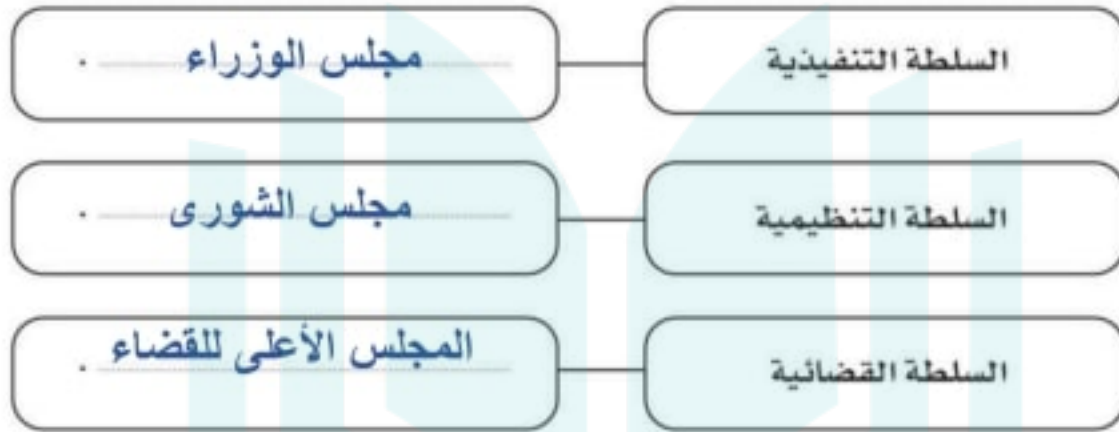 السلطة التنفيذية
مجلس الوزراء .
السلطة التنظيمية
مجلس الشورى .
السلطة القضائية
المجلس الأعلى للقضاء .